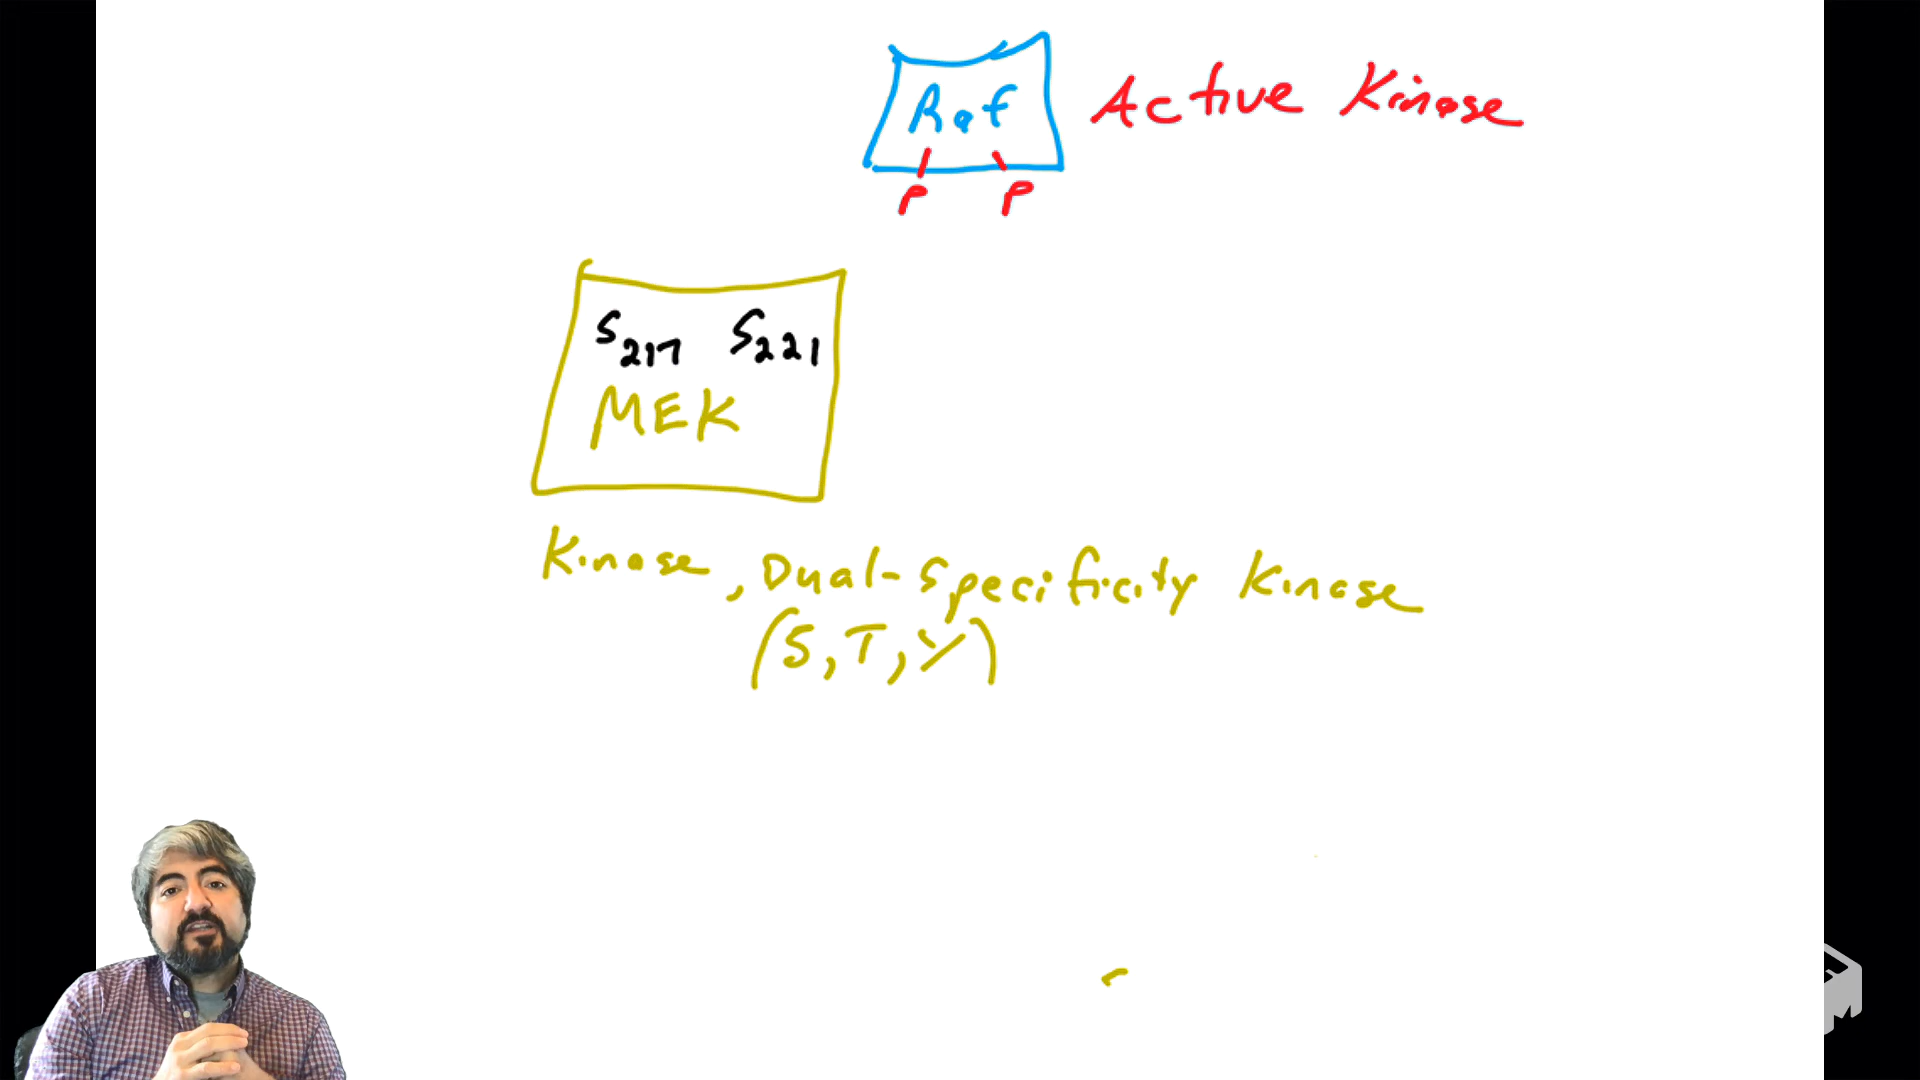 Raf Active Kinase
P P
S217 S221
MEK
Kinase, Dual-Specificity Kinase
(S, T, Y)